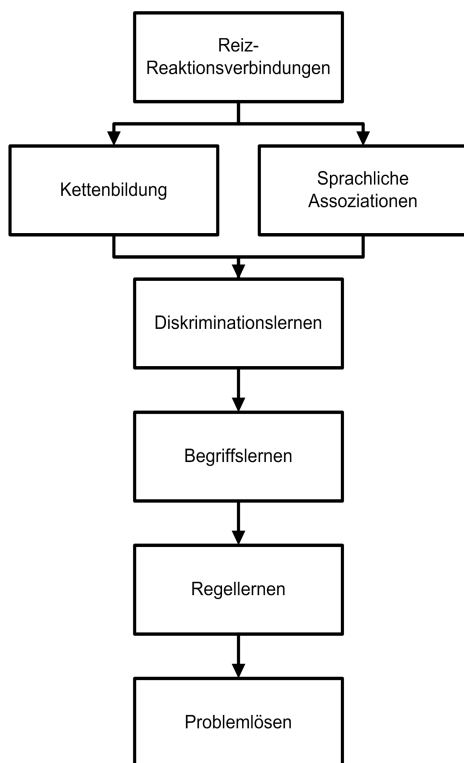 Reiz-
Reaktionsverbindungen
Kettenbildung
Sprachliche
Assoziationen
Diskriminationslernen
Begriffslernen
Regellernen
Problemlösen